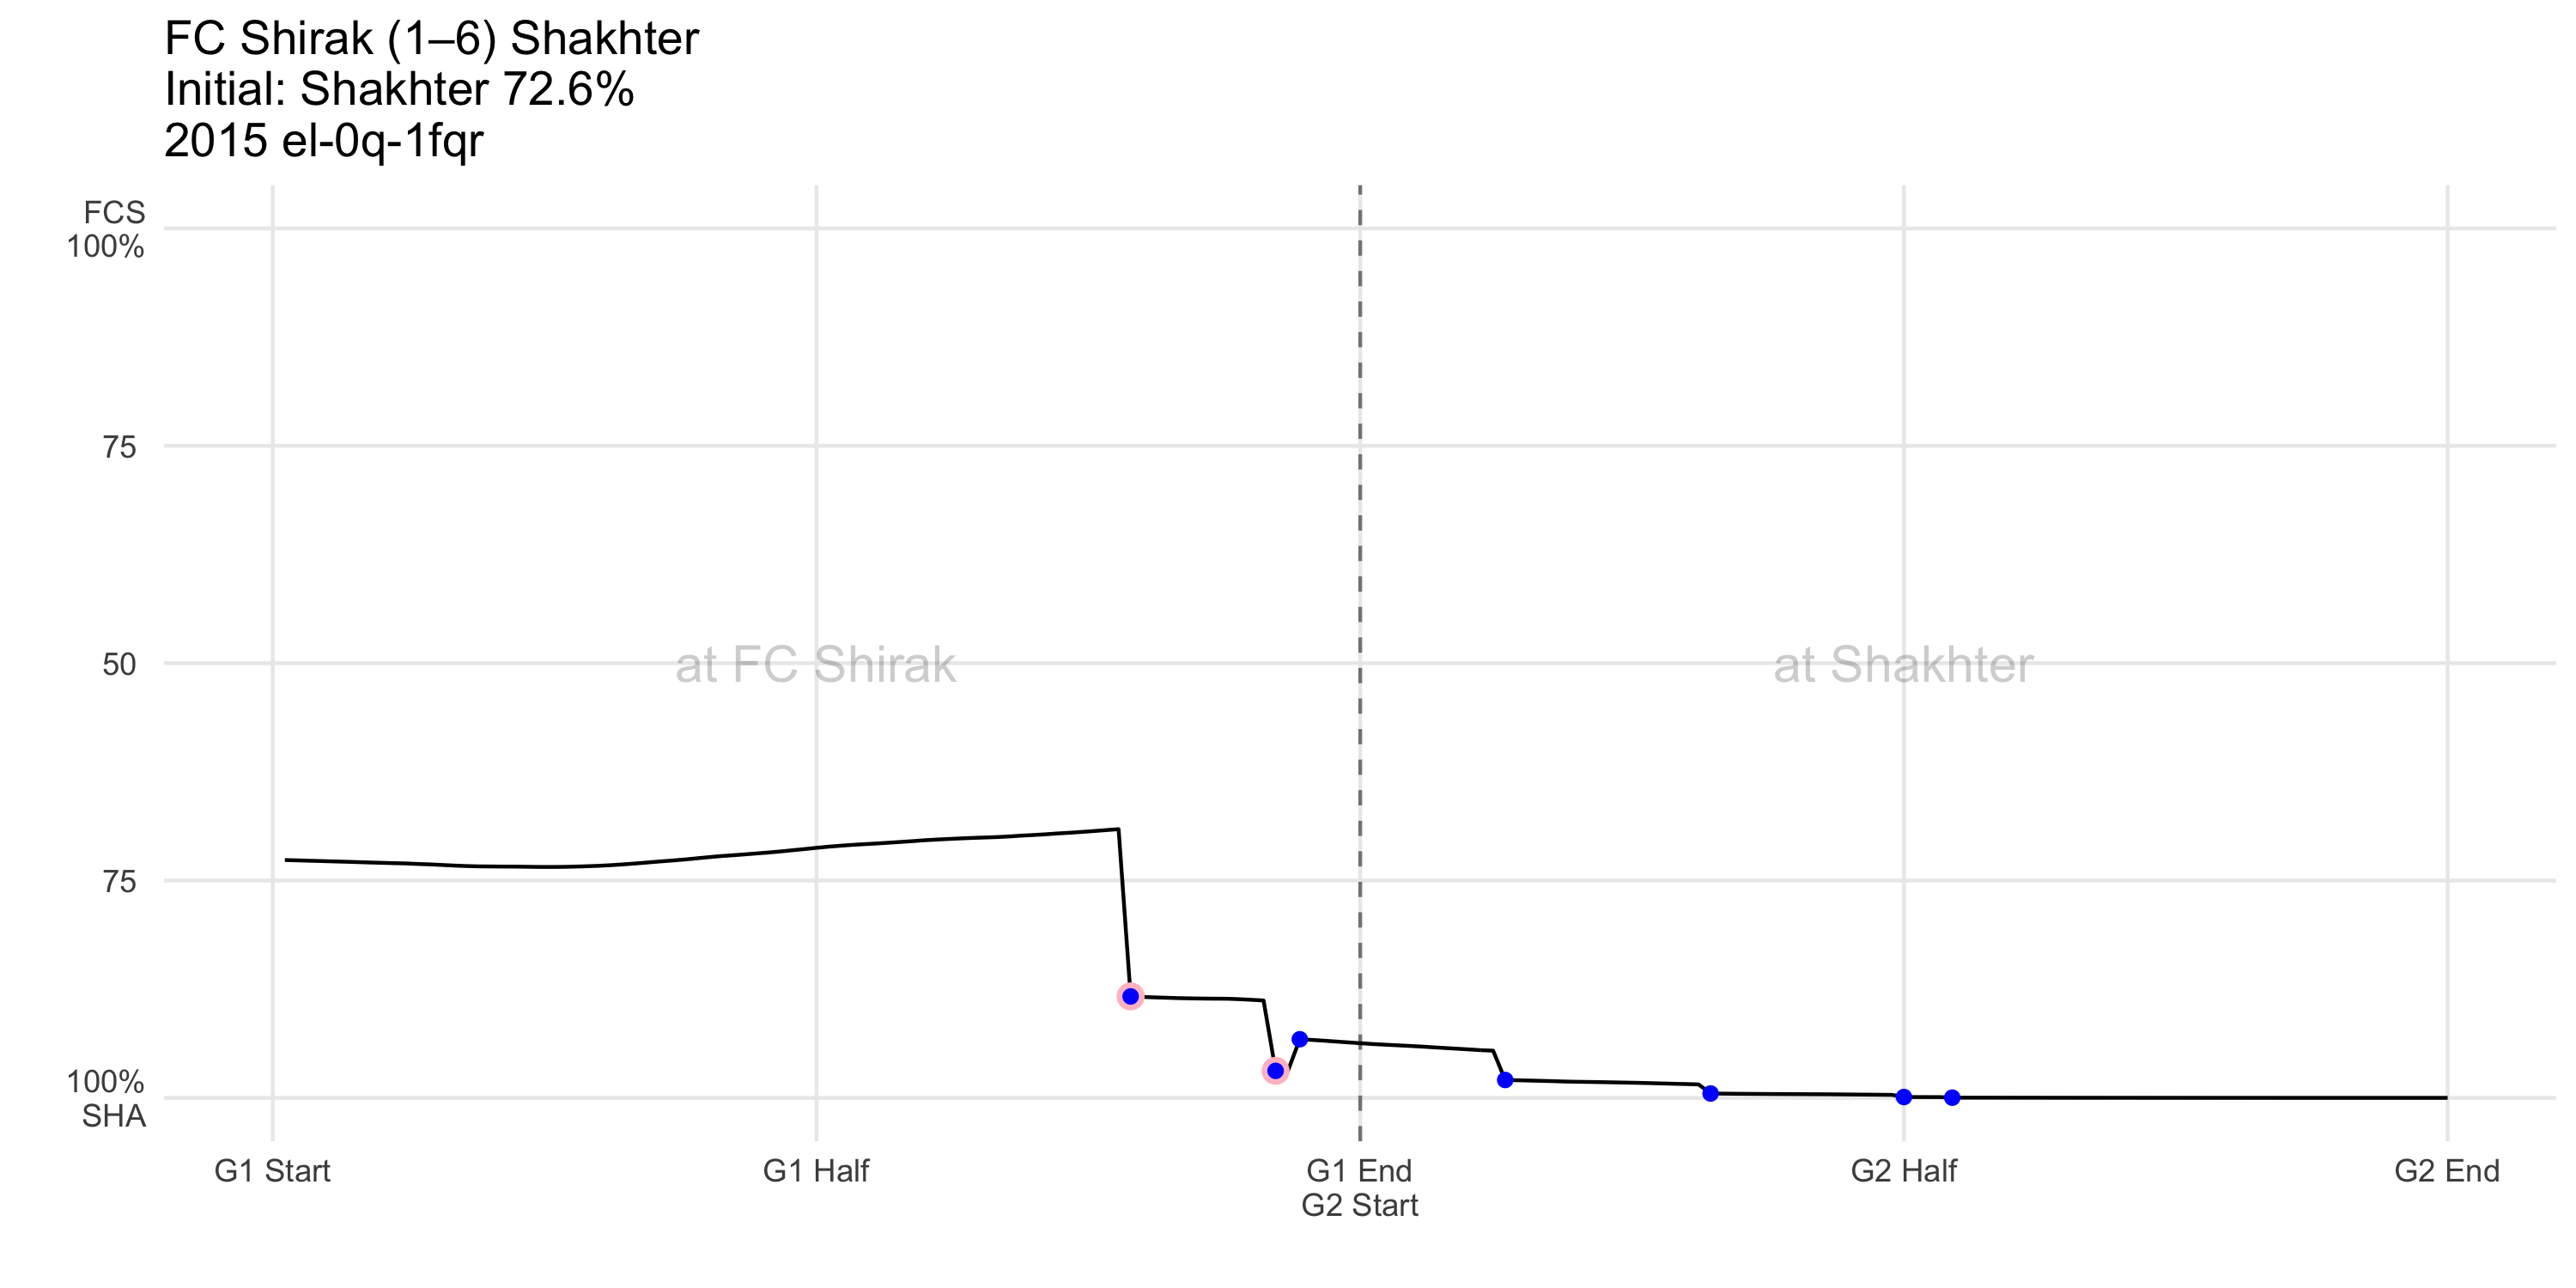 FC Shirak (1–6) Shakhter
Initial: Shakhter 72.6%
2015 el-0q-1fqr
FCS
100%
75
50
75
100%
SHA
at FC Shirak
at Shakhter
G1 Start
G1 Half
G1 End
G2 Start
G2 Half
G2 End